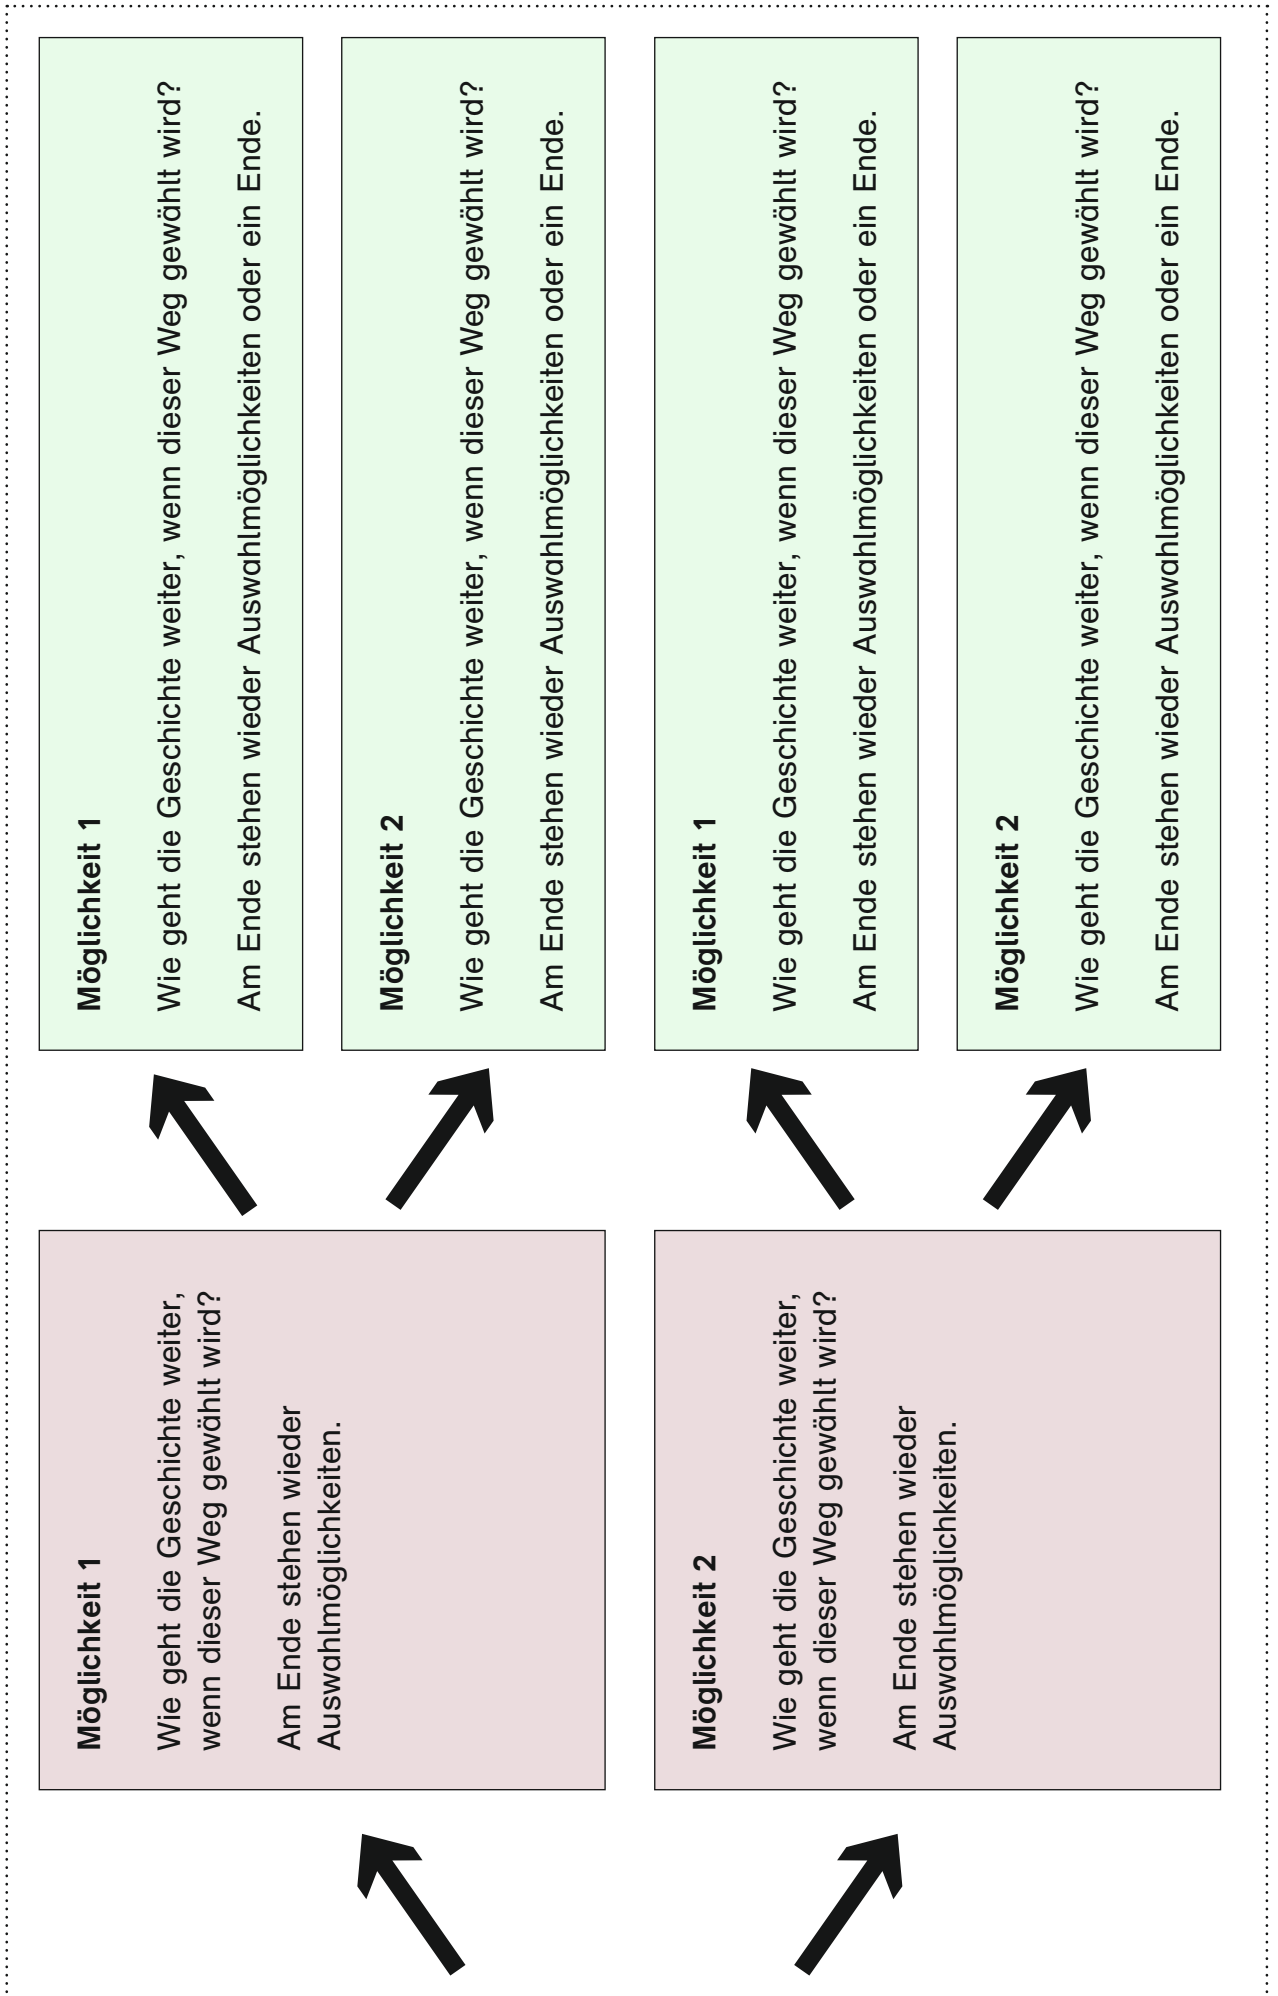 Möglichkeit 1
Wie geht die Geschichte weiter,
wenn dieser Weg gewählt wird?
Am Ende stehen wieder
Auswahlmöglichkeiten.
Möglichkeit 1
Wie geht die Geschichte weiter, wenn dieser Weg gewählt wird?
Am Ende stehen wieder Auswahlmöglichkeiten oder ein Ende.
Möglichkeit 2
Wie geht die Geschichte weiter, wenn dieser Weg gewählt wird?
Am Ende stehen wieder Auswahlmöglichkeiten oder ein Ende.
Möglichkeit 2
Wie geht die Geschichte weiter,
wenn dieser Weg gewählt wird?
Am Ende stehen wieder
Auswahlmöglichkeiten.
Möglichkeit 1
Wie geht die Geschichte weiter, wenn dieser Weg gewählt wird?
Am Ende stehen wieder Auswahlmöglichkeiten oder ein Ende.
Möglichkeit 2
Wie geht die Geschichte weiter, wenn dieser Weg gewählt wird?
Am Ende stehen wieder Auswahlmöglichkeiten oder ein Ende.